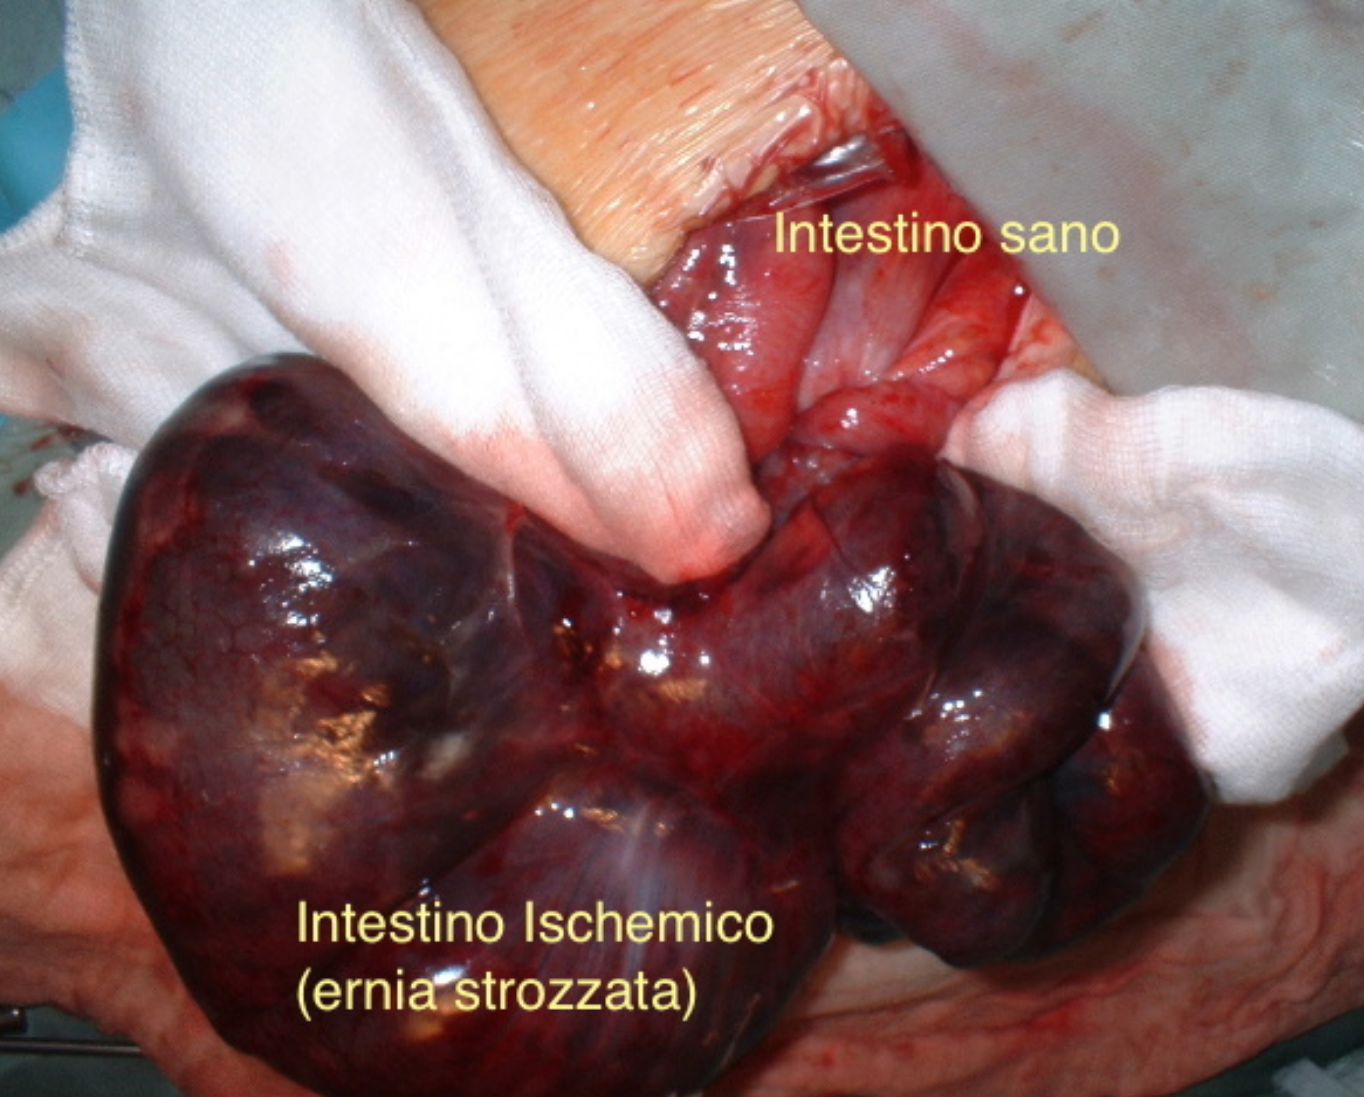 Intestino sano
Intestino Ischemico
(ernia strozzata)